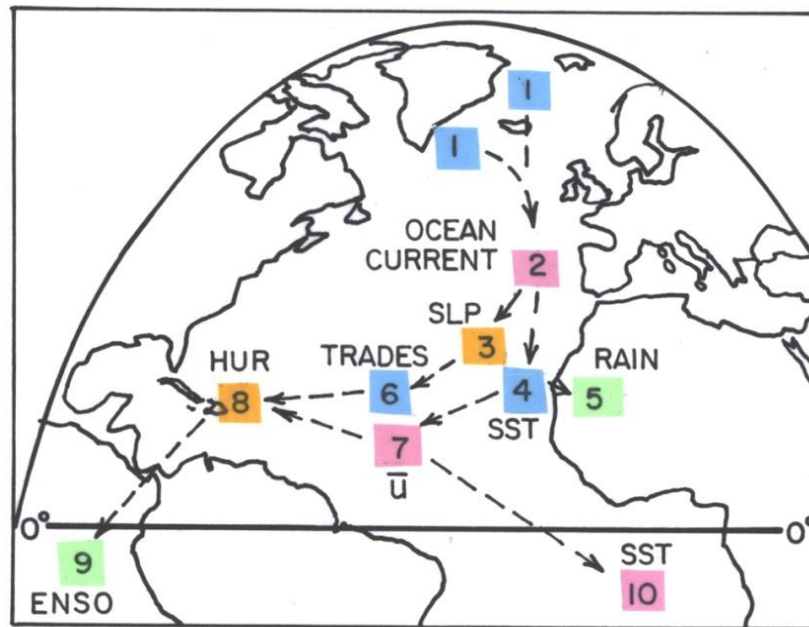 1
1
OCEAN
CURRENT
2
SLP
3
HUR
TRADES
RAIN
8
6
4
5
SST
7
u̅
0°
0°
9
ENSO
SST
10